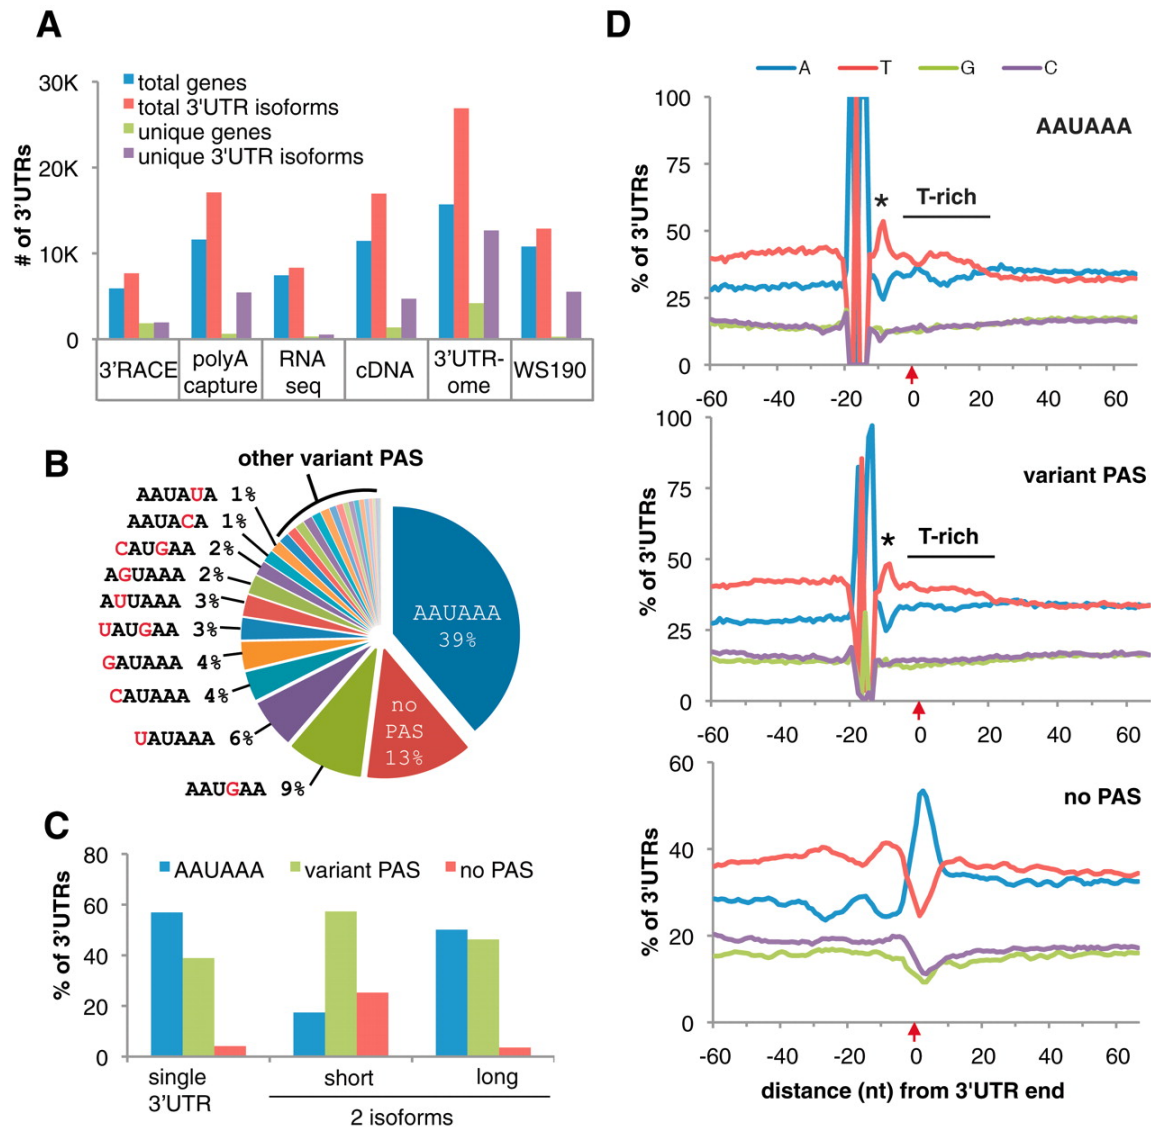 A
30K
20K
10K
0
# of 3'UTRs
total genes
total 3'UTR isoforms
unique genes
unique 3'UTR isoforms
3'RACE
polyA
capture
RNA
seq
cDNA
3'UTR-
ome
WS190
B
other variant PAS
AAUAUA 1%
AAUACA 1%
CAUGAA 2%
AGUAAA 2%
AUUAAA 3%
UAUGAA 3%
GAUAAA 4%
CAUAAA 4%
UAUAAA 6%
AAUGAA 9%
AAUAAA
39%
no
PAS
13%
C
80
60
40
20
0
% of 3'UTRs
AAUAAA
variant PAS
no PAS
single
3'UTR
short
long
2 isoforms
D
A
T
G
C
100
75
50
25
0
% of 3'UTRs
AAUAAA
*
T-rich
-60
-40
-20
0
20
40
60
100
75
50
25
0
% of 3'UTRs
variant PAS
*
T-rich
-60
-40
-20
0
20
40
60
60
40
20
0
% of 3'UTRs
no PAS
-60
-40
-20
0
20
40
60
distance (nt) from 3'UTR end